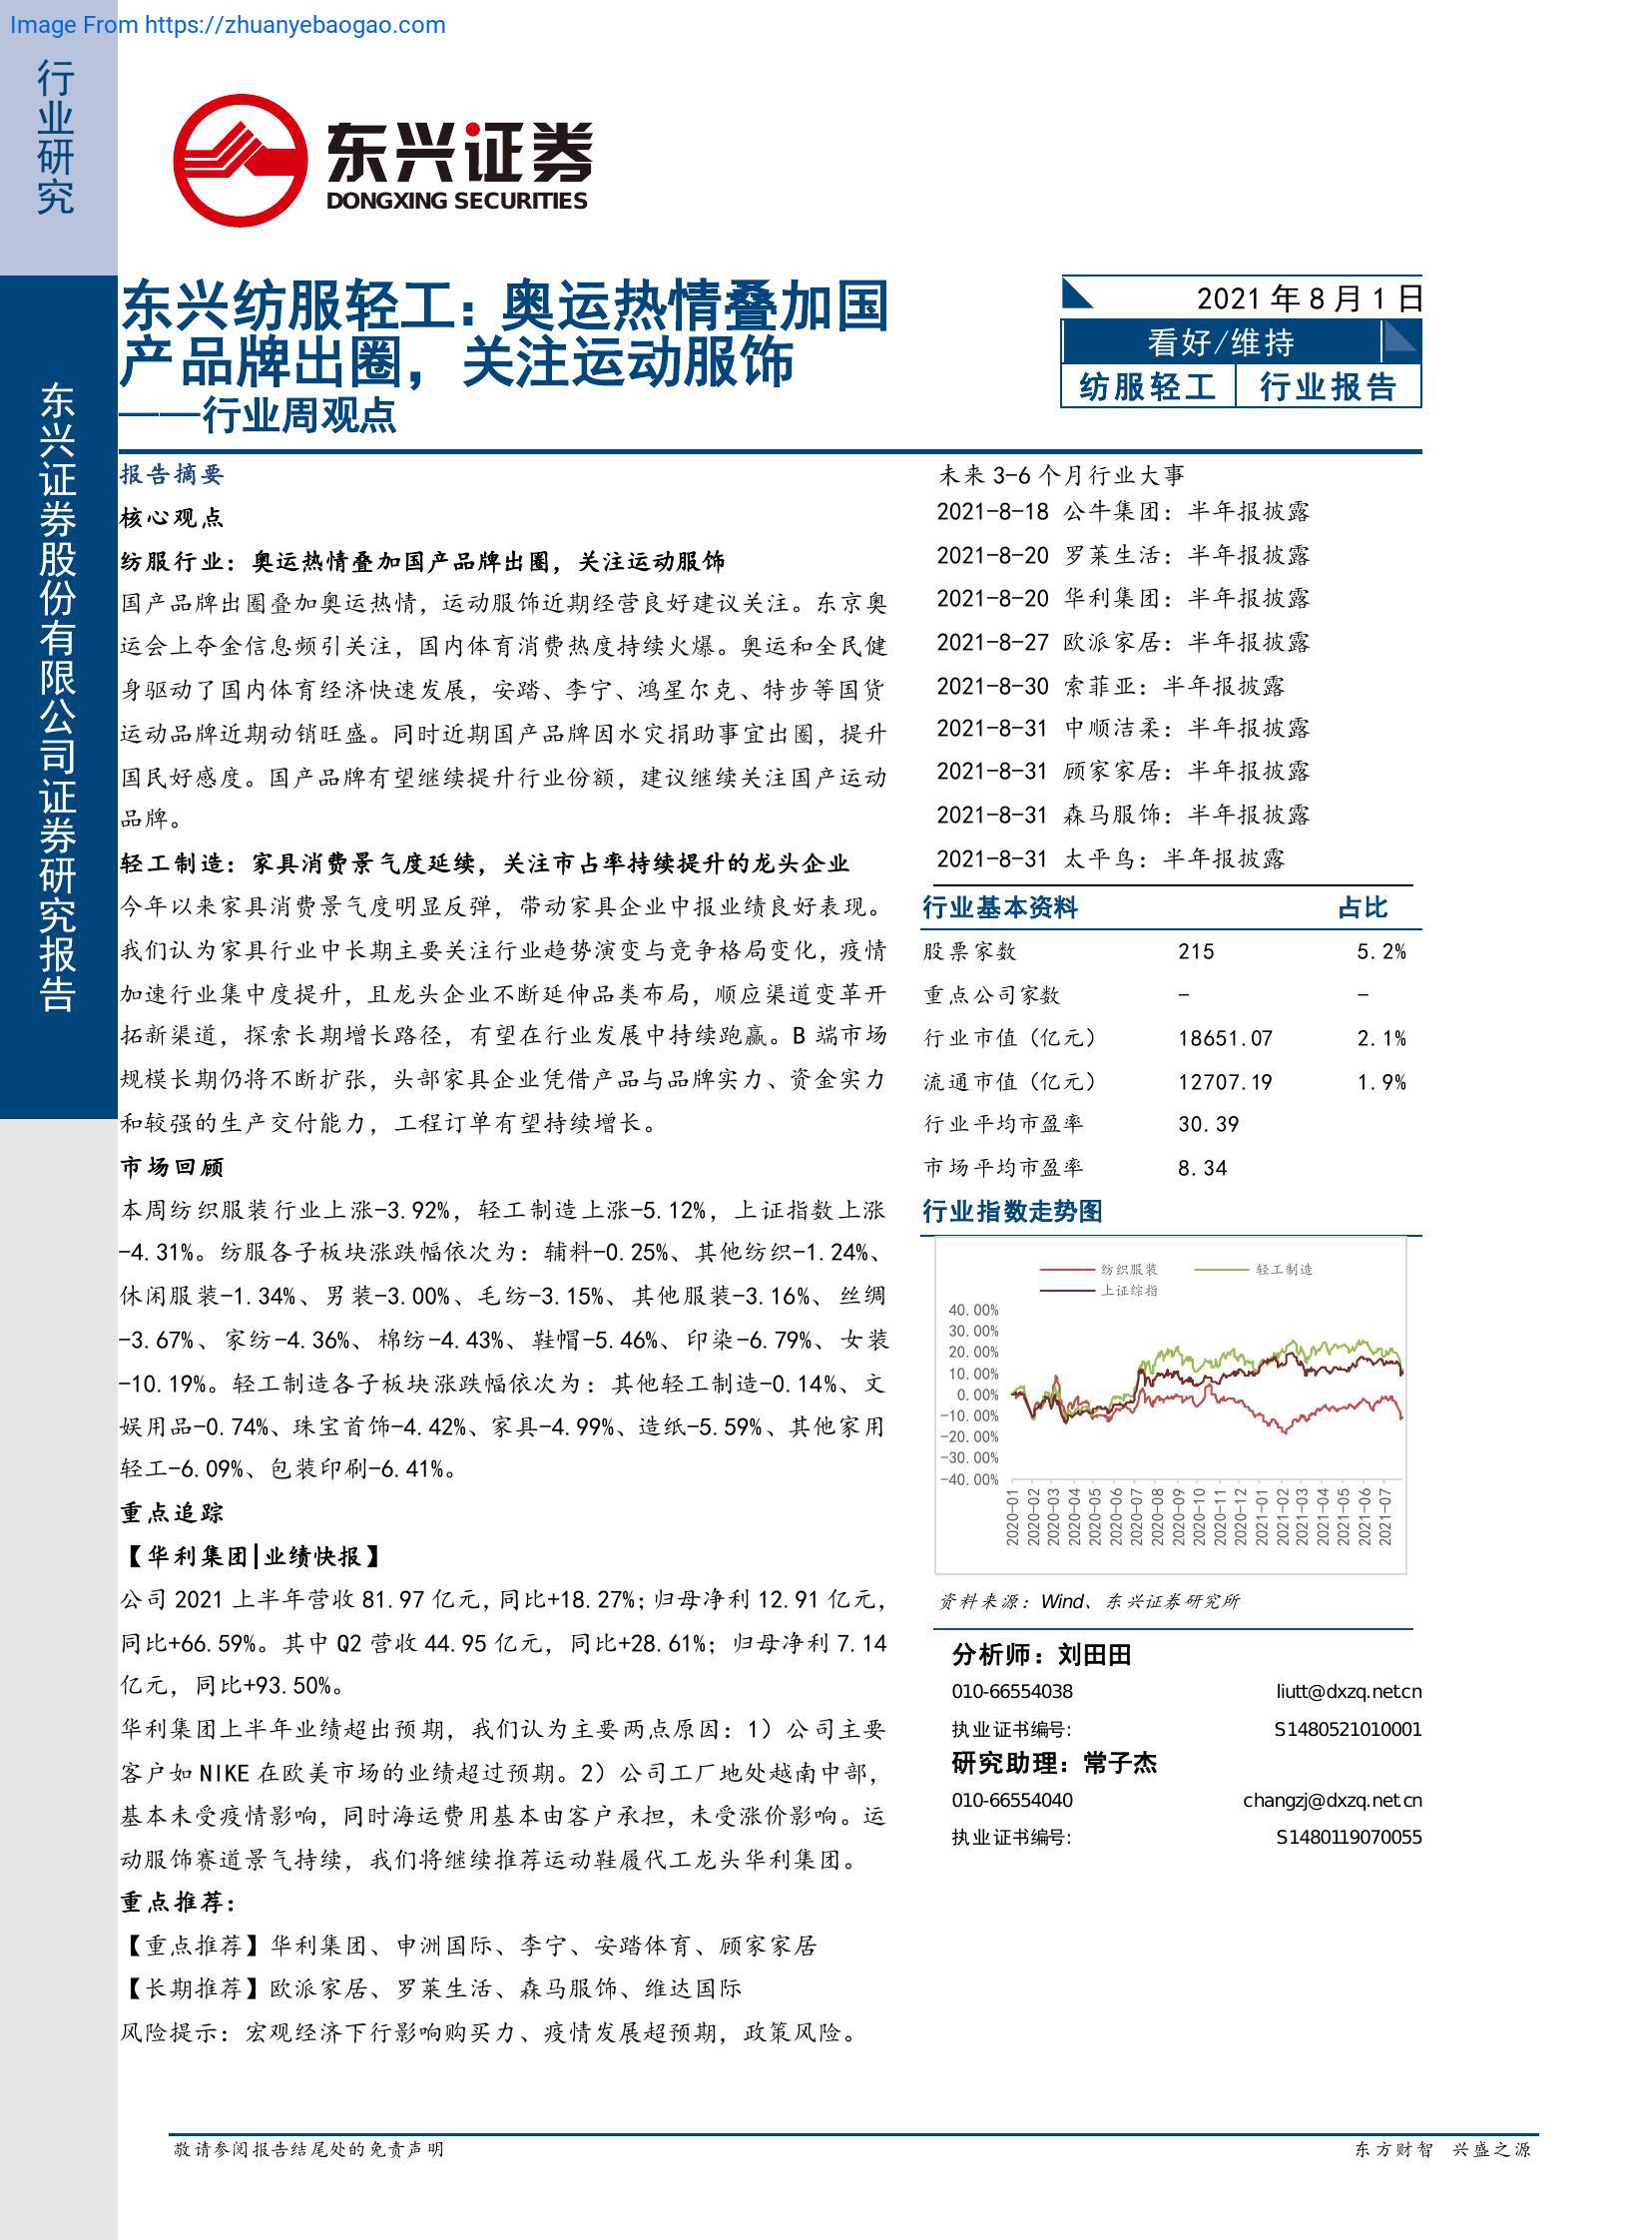 Image From https://zhuanyebaogao.com
行业研究
东兴证券
DONGXING SECURITIES
东兴证券股份有限公司证券研究报告
东兴纺服轻工：奥运热情叠加国
产品牌出圈，关注运动服饰
——行业周观点
2021 年 8 月 1 日
看好/维持
纺服轻工 行业报告
报告摘要
核心观点
纺服行业：奥运热情叠加国产品牌出圈，关注运动服饰
国产品牌出圈叠加奥运热情，运动服饰近期经营良好建议关注。东京奥
运会上夺金信息频引关注，国内体育消费热度持续火爆。奥运和全民健
身驱动了国内体育经济快速发展，安踏、李宁、鸿星尔克、特步等国货
运动品牌近期动销旺盛。同时近期国产品牌因水灾捐助事宜出圈，提升
国民好感度。国产品牌有望继续提升行业份额，建议继续关注国产运动
品牌。
轻工制造：家具消费景气度延续，关注市占率持续提升的龙头企业
今年以来家具消费景气度明显反弹，带动家具企业中报业绩良好表现。
我们认为家具行业中长期主要关注行业趋势演变与竞争格局变化，疫情
加速行业集中度提升，且龙头企业不断延伸品类布局，顺应渠道变革开
拓新渠道，探索长期增长路径，有望在行业发展中持续跑赢。B 端市场
规模长期仍将不断扩张，头部家具企业凭借产品与品牌实力、资金实力
和较强的生产交付能力，工程订单有望持续增长。
市场回顾
本周纺织服装行业上涨-3.92%，轻工制造上涨-5.12%，上证指数上涨
-4.31%。纺服各子板块涨跌幅依次为：辅料-0.25%、其他纺织-1.24%、
休闲服装-1.34%、男装-3.00%、毛纺-3.15%、其他服装-3.16%、丝绸
-3.67%、家纺-4.36%、棉纺-4.43%、鞋帽-5.46%、印染-6.79%、女装
-10.19%。轻工制造各子板块涨跌幅依次为：其他轻工制造-0.14%、文
娱用品-0.74%、珠宝首饰-4.42%、家具-4.99%、造纸-5.59%、其他家用
轻工-6.09%、包装印刷-6.41%。
重点追踪
【华利集团|业绩快报】
公司 2021 上半年营收 81.97 亿元，同比+18.27%；归母净利 12.91 亿元，
同比+66.59%。其中 Q2 营收 44.95 亿元，同比+28.61%；归母净利 7.14
亿元，同比+93.50%。
华利集团上半年业绩超出预期，我们认为主要两点原因：1）公司主要
客户如 NIKE 在欧美市场的业绩超过预期。2）公司工厂地处越南中部，
基本未受疫情影响，同时海运费用基本由客户承担，未受涨价影响。运
动服饰赛道景气持续，我们将继续推荐运动鞋履代工龙头华利集团。
重点推荐：
【重点推荐】华利集团、申洲国际、李宁、安踏体育、顾家家居
【长期推荐】欧派家居、罗莱生活、森马服饰、维达国际
风险提示：宏观经济下行影响购买力、疫情发展超预期，政策风险。
未来 3-6 个月行业大事
2021-8-18 公牛集团：半年报披露
2021-8-20 罗莱生活：半年报披露
2021-8-20 华利集团：半年报披露
2021-8-27 欧派家居：半年报披露
2021-8-30 索菲亚：半年报披露
2021-8-31 中顺洁柔：半年报披露
2021-8-31 顾家家居：半年报披露
2021-8-31 森马服饰：半年报披露
2021-8-31 太平鸟：半年报披露
行业基本资料 占比
股票家数 215 5.2%
重点公司家数 - -
行业市值（亿元） 18651.07 2.1%
流通市值（亿元） 12707.19 1.9%
行业平均市盈率 30.39
市场平均市盈率 8.34
行业指数走势图
纺织服装 轻工制造
上证综指
40.00%
30.00%
20.00%
10.00%
0.00%
-10.00%
-20.00%
-30.00%
-40.00%
2020-01 2020-02 2020-03 2020-04 2020-05 2020-06 2020-07 2020-08 2020-09 2020-10 2020-11 2020-12 2021-01 2021-02 2021-03 2021-04 2021-05 2021-06 2021-07
资料来源：Wind、东兴证券研究所
分析师：刘田田
010-66554038 liutt@dxzq.net.cn
执业证书编号: S1480521010001
研究助理：常子杰
010-66554040 changzj@dxzq.net.cn
执业证书编号: S1480119070055
敬请参阅报告结尾处的免责声明
东方财智 兴盛之源